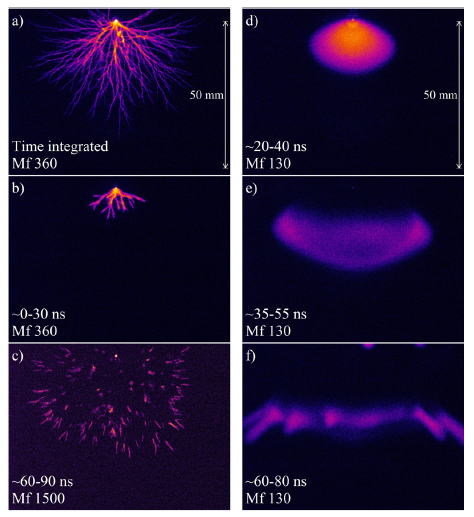 a)
50 mm
Time integrated
Mf 360
b)
~0-30 ns
Mf 360
c)
~60-90 ns
Mf 1500
d)
50 mm
~20-40 ns
Mf 130
e)
~35-55 ns
Mf 130
f)
~60-80 ns
Mf 130